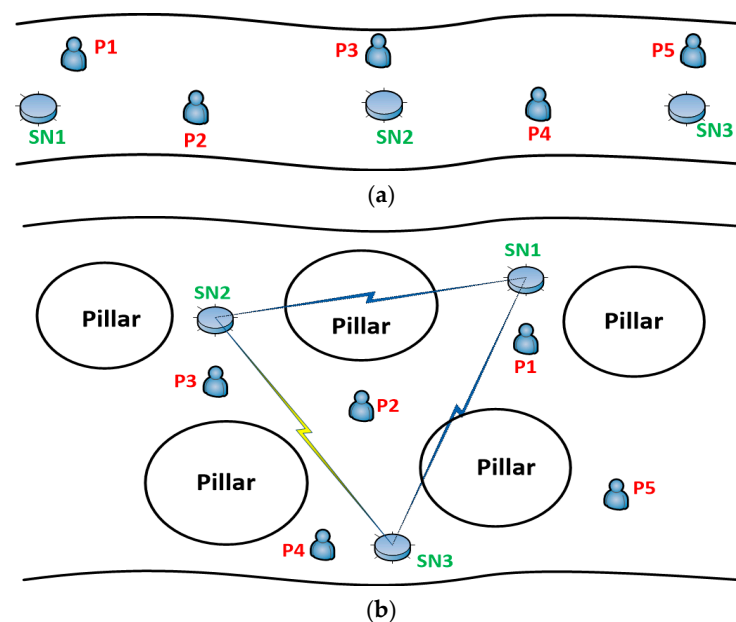 P1
P3
P5
SN1
P2
SN2
P4
SN3
(a)
SN1
SN2
Pillar
Pillar
Pillar
P1
P3
P2
Pillar
Pillar
P5
P4
SN3
(b)